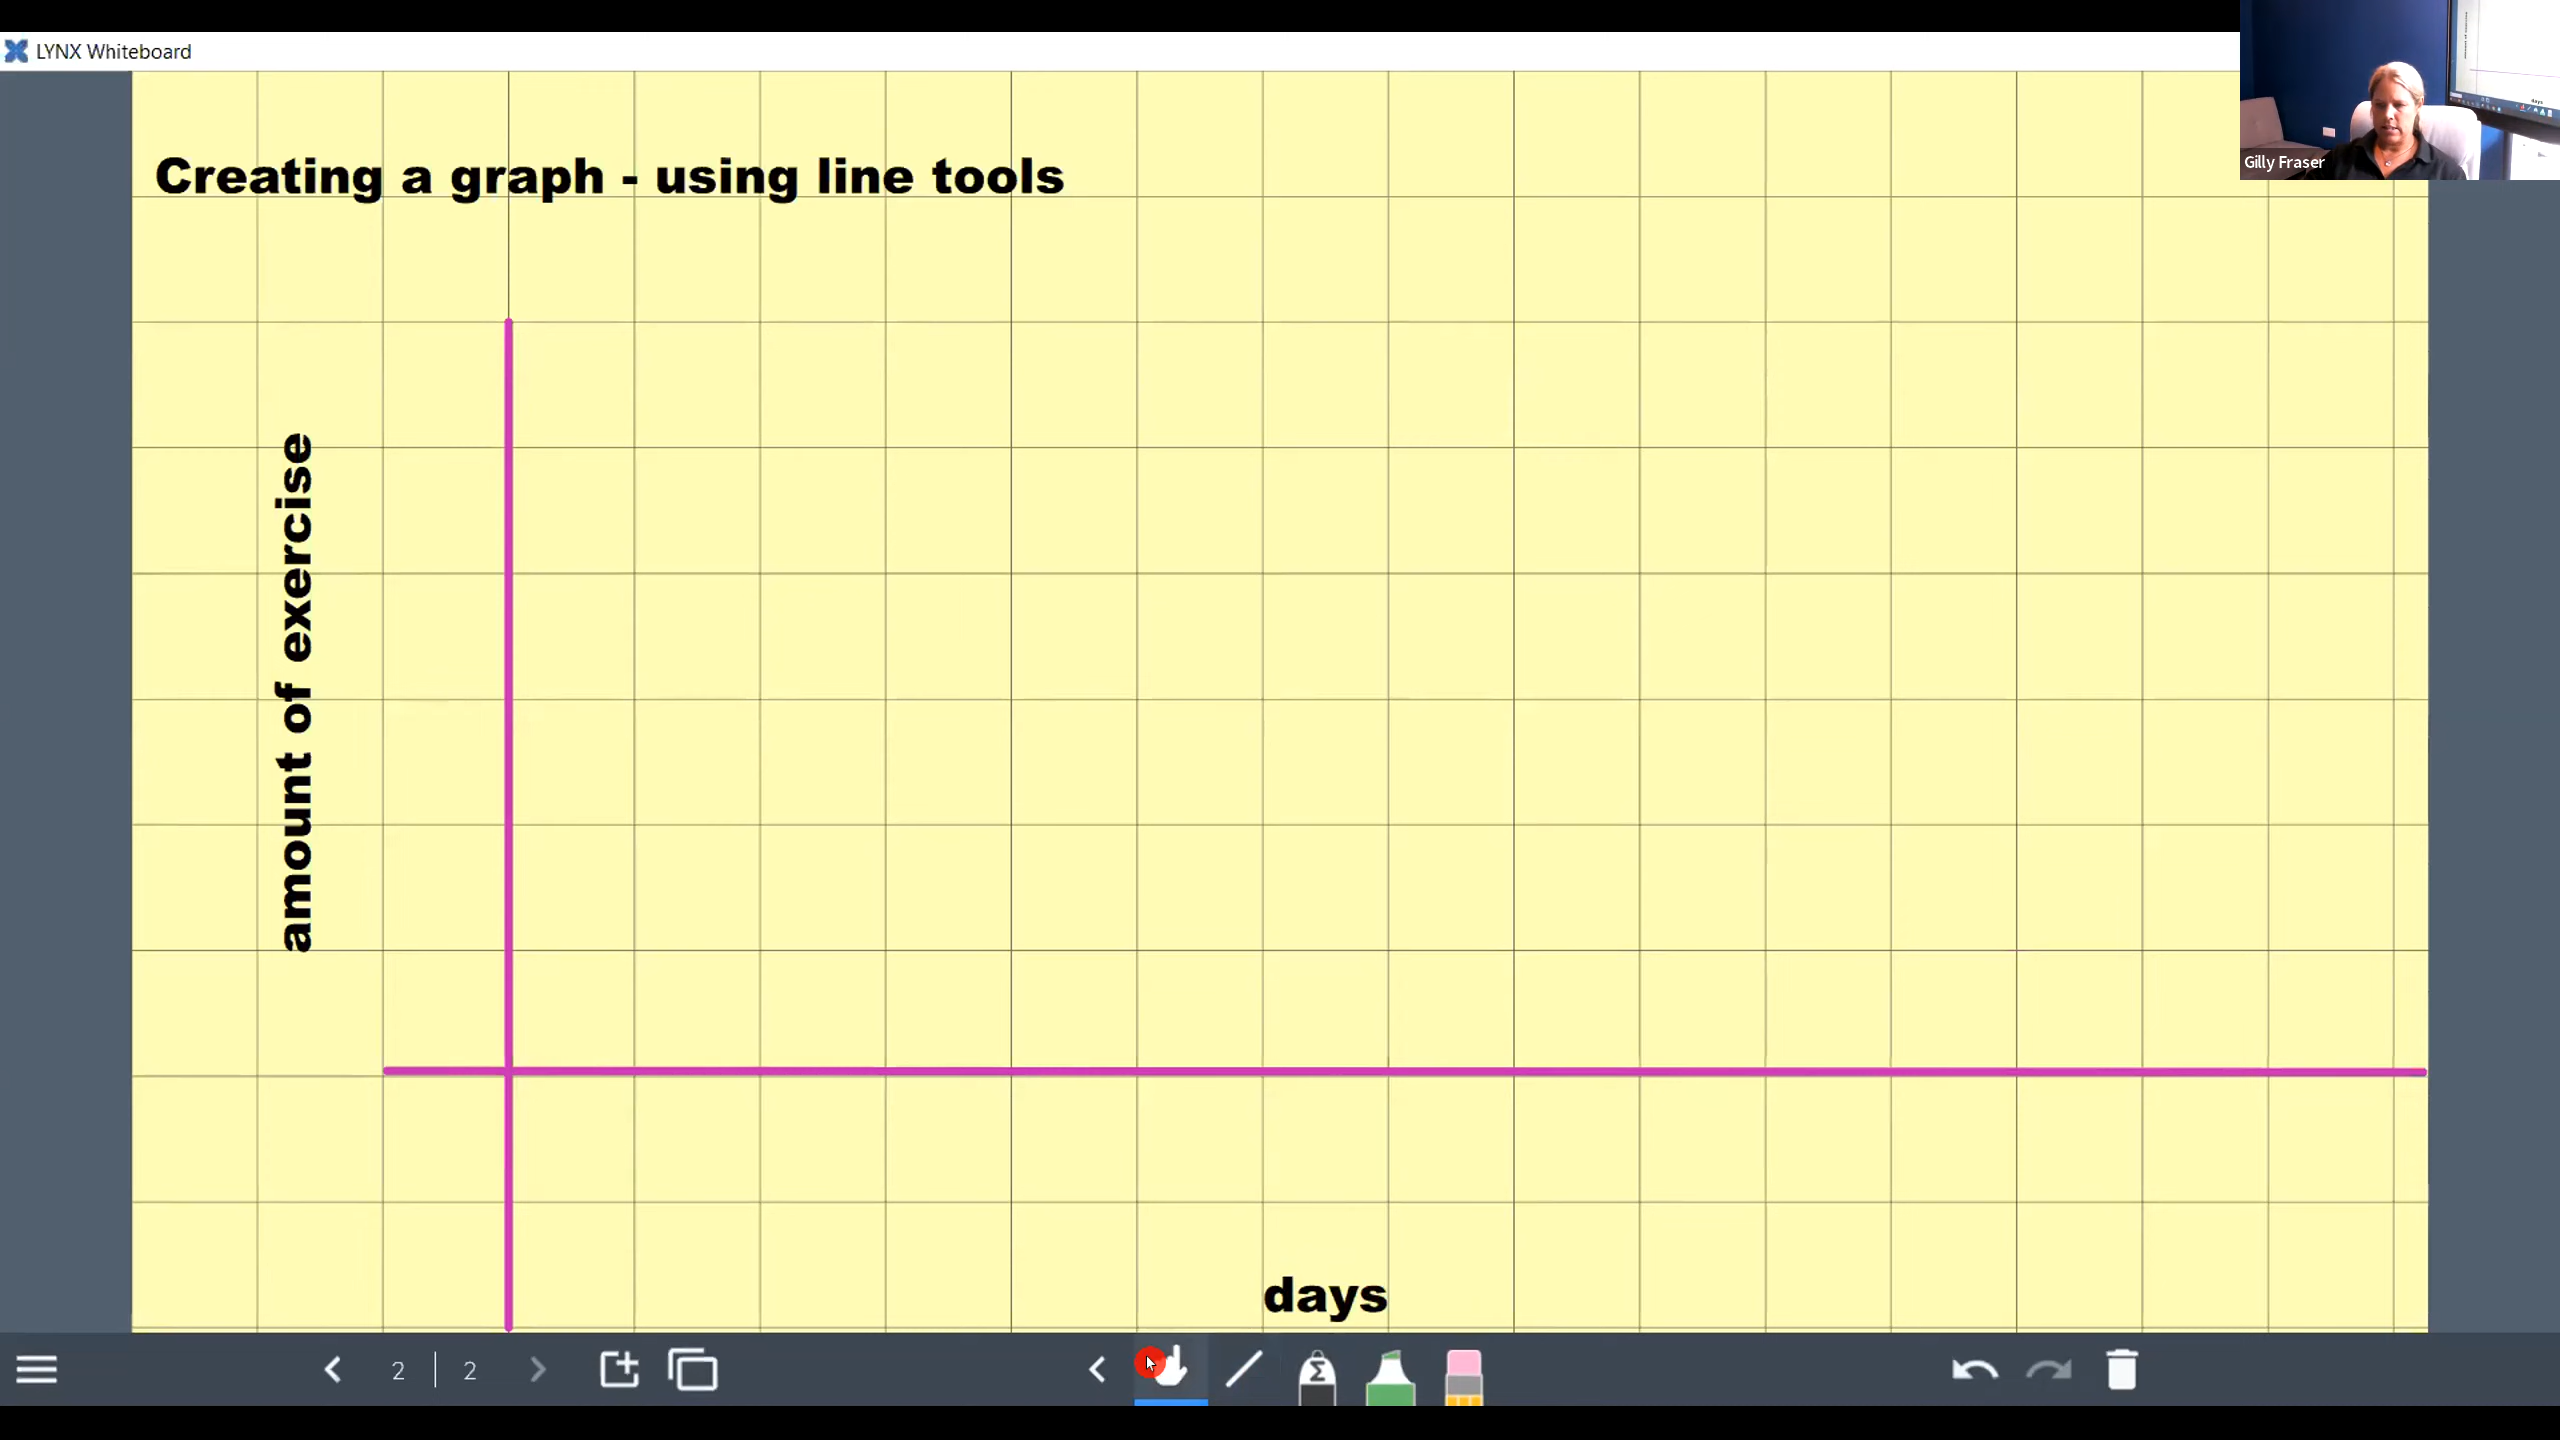 LYNX Whiteboard
Gilly Fraser
Creating a graph - using line tools
amount of exercise
days
2 | 2
Σ